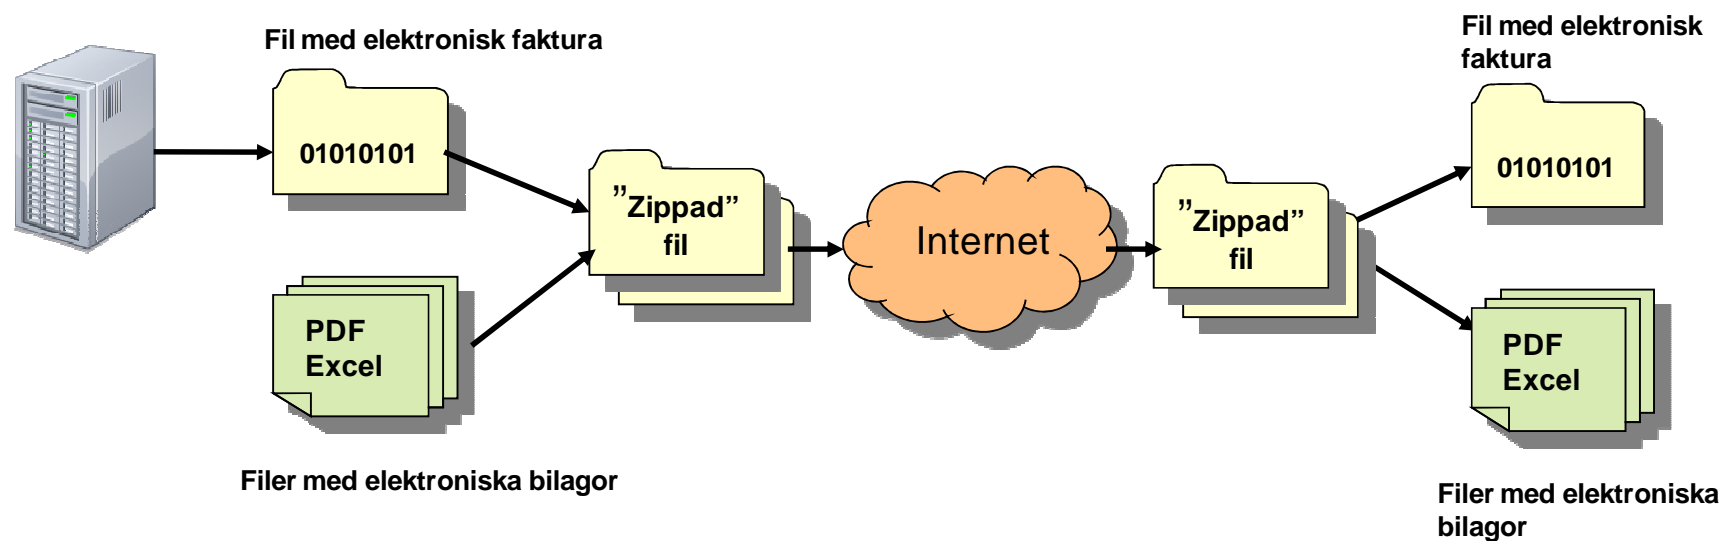 Fil med elektronisk faktura
01010101
PDF
Excel
Filer med elektroniska bilagor
”Zippad”
fil
Internet
”Zippad”
fil
Fil med elektronisk
faktura
01010101
PDF
Excel
Filer med elektroniska
bilagor